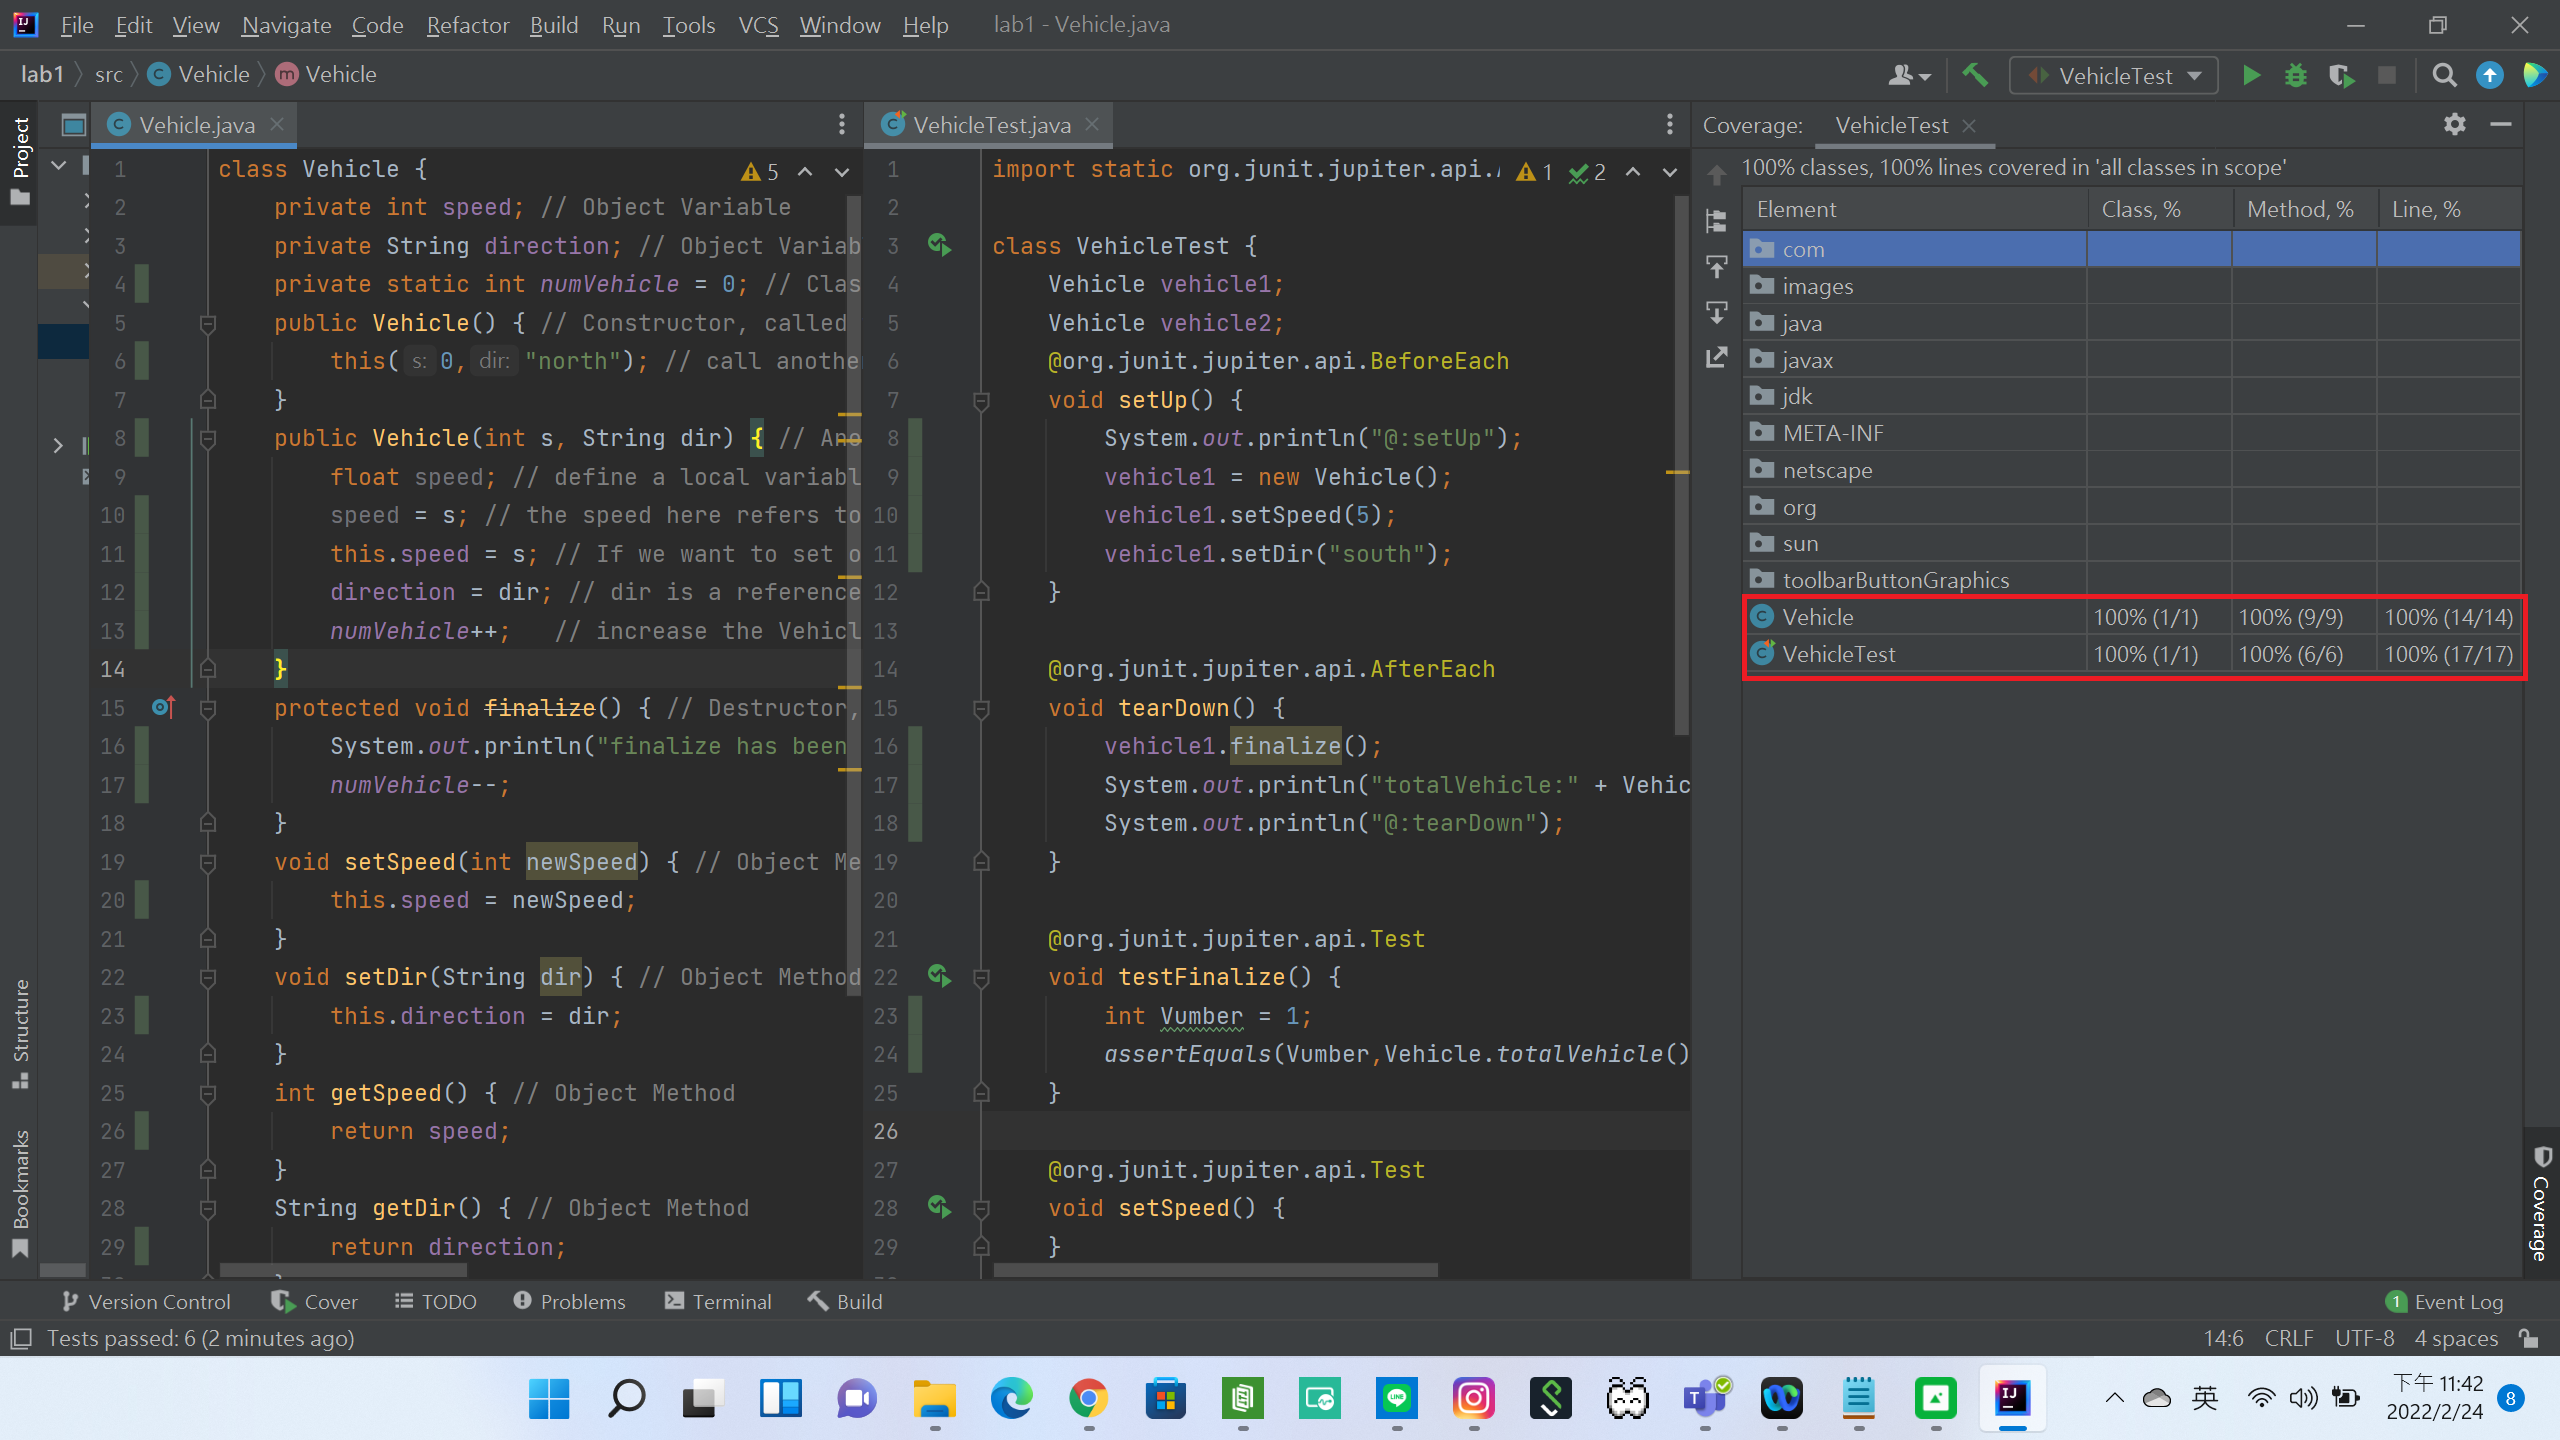 File Edit View Navigate Code Refactor Build Run Tools VCS Window Help lab1 - Vehicle.java
lab1 src Vehicle Vehicle VehicleTest
Project
Vehicle.java
5
1 class Vehicle {
2 private int speed; // Object Variable
3 private String direction; // Object Variab
4 private static int numVehicle = 0; // Clas
5 public Vehicle() { // Constructor, called
6 this( s: 0, dir: "north"); // call anothe
7 }
8 public Vehicle(int s, String dir) { // Ano
9 float speed; // define a local variabl
10 speed = s; // the speed here refers to
11 this.speed = s; // If we want to set o
12 direction = dir; // dir is a reference
13 numVehicle++; // increase the Vehicl
14 }
15 protected void finalize() { // Destructor,
16 System.out.println("finalize has been
17 numVehicle--;
18 }
19 void setSpeed(int newSpeed) { // Object Me
20 this.speed = newSpeed;
21 }
22 void setDir(String dir) { // Object Method
23 this.direction = dir;
24 }
25 int getSpeed() { // Object Method
26 return speed;
27 }
28 String getDir() { // Object Method
29 return direction;
VehicleTest.java
1 2
1 import static org.junit.jupiter.api.
2
3 class VehicleTest {
4 Vehicle vehicle1;
5 Vehicle vehicle2;
6 @org.junit.jupiter.api.BeforeEach
7 void setUp() {
8 System.out.println("@:setUp");
9 vehicle1 = new Vehicle();
10 vehicle1.setSpeed(5);
11 vehicle1.setDir("south");
12 }
13
14 @org.junit.jupiter.api.AfterEach
15 void tearDown() {
16 vehicle1.finalize();
17 System.out.println("totalVehicle:" + Vehic
18 System.out.println("@:tearDown");
19 }
20
21 @org.junit.jupiter.api.Test
22 void testFinalize() {
23 int Vumber = 1;
24 assertEquals(Vumber,Vehicle.totalVehicle()
25 }
26
27 @org.junit.jupiter.api.Test
28 void setSpeed() {
29 }
Coverage: VehicleTest
100% classes, 100% lines covered in 'all classes in scope'
Element Class, % Method, % Line, %
com
images
java
javax
jdk
META-INF
netscape
org
sun
toolbarButtonGraphics
Vehicle 100% (1/1) 100% (9/9) 100% (14/14)
VehicleTest 100% (1/1) 100% (6/6) 100% (17/17)
Structure
Bookmarks
Coverage
Version Control Cover TODO Problems Terminal Build 1 Event Log
Tests passed: 6 (2 minutes ago) 14:6 CRLF UTF-8 4 spaces
英 下午 11:42
2022/2/24 8